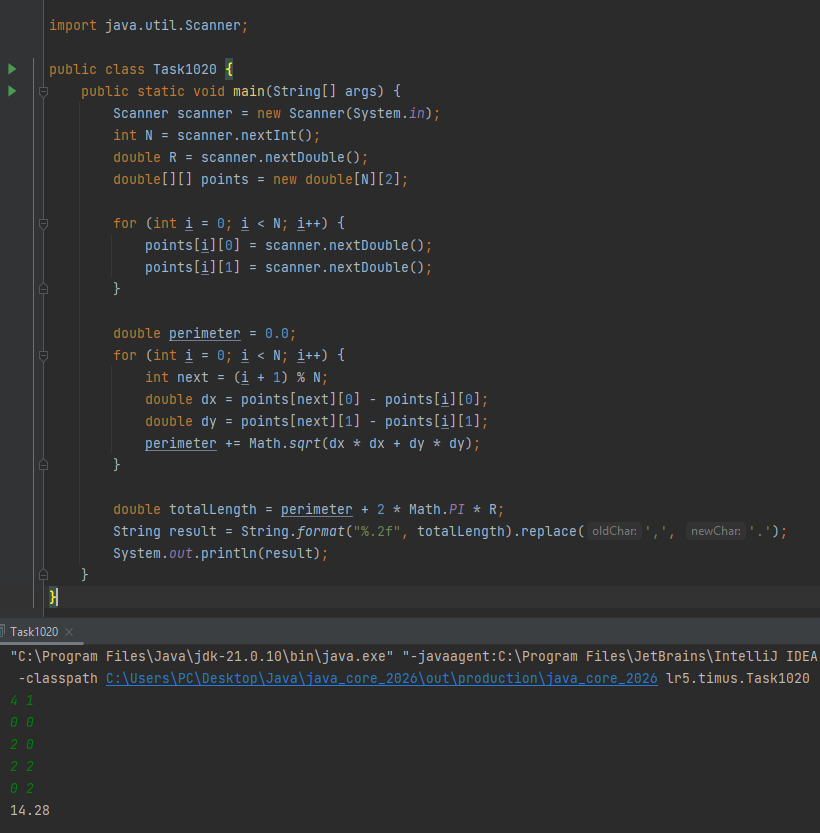 import java.util.Scanner;
public class Task1020 {
public static void main(String[] args) {
Scanner scanner = new Scanner(System.in);
int N = scanner.nextInt();
double R = scanner.nextDouble();
double[][] points = new double[N][2];
for (int i = 0; i < N; i++) {
points[i][0] = scanner.nextDouble();
points[i][1] = scanner.nextDouble();
}
double perimeter = 0.0;
for (int i = 0; i < N; i++) {
int next = (i + 1) % N;
double dx = points[next][0] - points[i][0];
double dy = points[next][1] - points[i][1];
perimeter += Math.sqrt(dx * dx + dy * dy);
}
double totalLength = perimeter + 2 * Math.PI * R;
String result = String.format("%.2f", totalLength).replace( oldChar: ',', newChar: '.');
System.out.println(result);
}
}
Task1020 ×
"C:\Program Files\Java\jdk-21.0.10\bin\java.exe" "-javaagent:C:\Program Files\JetBrains\IntelliJ IDEA
-classpath C:\Users\PC\Desktop\Java\java_core_2026\out\production\java_core_2026 lr5.timus.Task1020
4 1
0 0
2 0
2 2
0 2
14.28